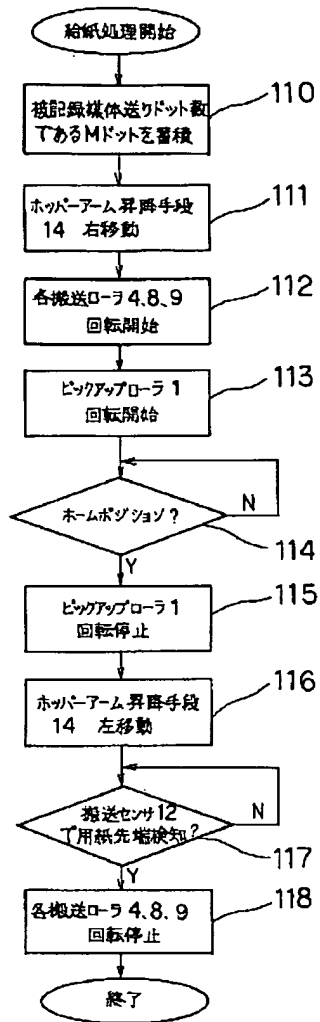 給紙処理開始
被記録媒体送りドット数
であるMドットを蓄積
110
ホッパーアーム昇降手段
14 右移動
111
各搬送ローラ4、8、9
回転開始
112
ピックアップローラ1
回転開始
113
ホームポジション?
N
114
Y
ピックアップローラ1
回転停止
115
ホッパーアーム昇降手段
14 左移動
116
搬送センサ12
で用紙先端検知?
N
117
Y
各搬送ローラ4、8、9
回転停止
118
終了